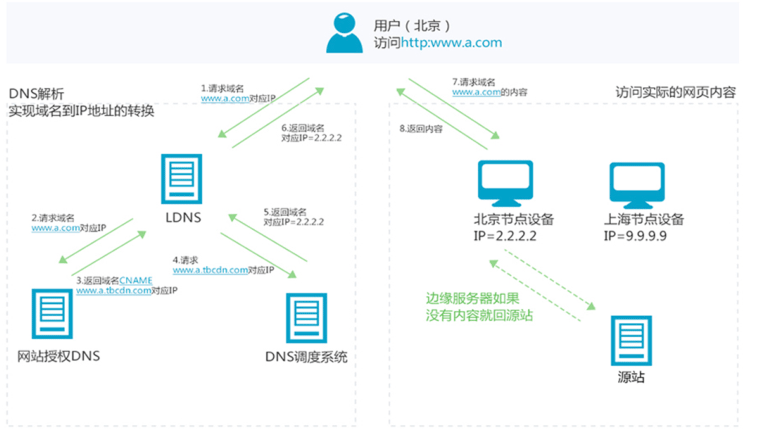 用户（北京）
访问http:www.a.com
DNS解析
实现域名到IP地址的转换
1.请求域名
www.a.com对应IP
6.返回域名
对应IP=2.2.2.2
LDNS
2.请求域名
www.a.com对应IP
5.返回域名
对应IP=2.2.2.2
4.请求
www.a.tbcdn.com对应IP
3.返回域名CNAME
www.a.tbcdn.com对应IP
网站授权DNS
DNS调度系统
7.请求域名
www.a.com的内容
访问实际的网页内容
8.返回内容
北京节点设备
IP=2.2.2.2
上海节点设备
IP=9.9.9.9
边缘服务器如果
没有内容就回源站
源站